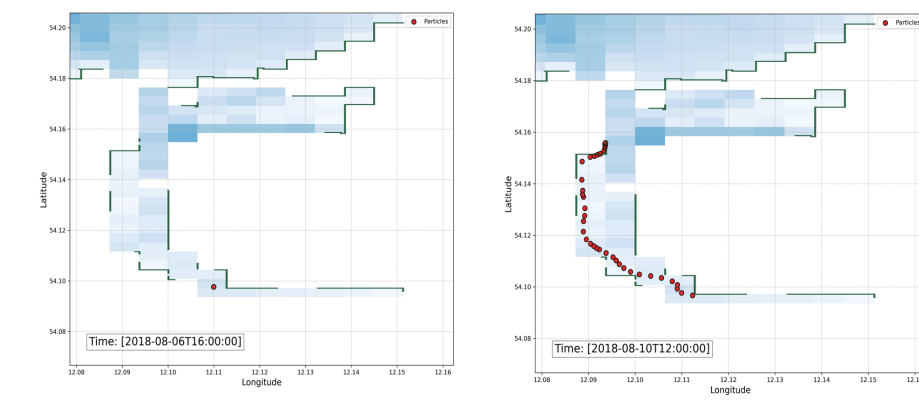 Particles
54.20
54.18
54.16
54.14
54.12
54.10
54.08
Latitude
Time: [2018-08-06T16:00:00]
12.08 12.09 12.10 12.11 12.12 12.13 12.14 12.15 12.16
Longitude
Particles
54.20
54.18
54.16
54.14
54.12
54.10
54.08
Latitude
Time: [2018-08-10T12:00:00]
12.08 12.09 12.10 12.11 12.12 12.13 12.14 12.15 12.1
Longitude